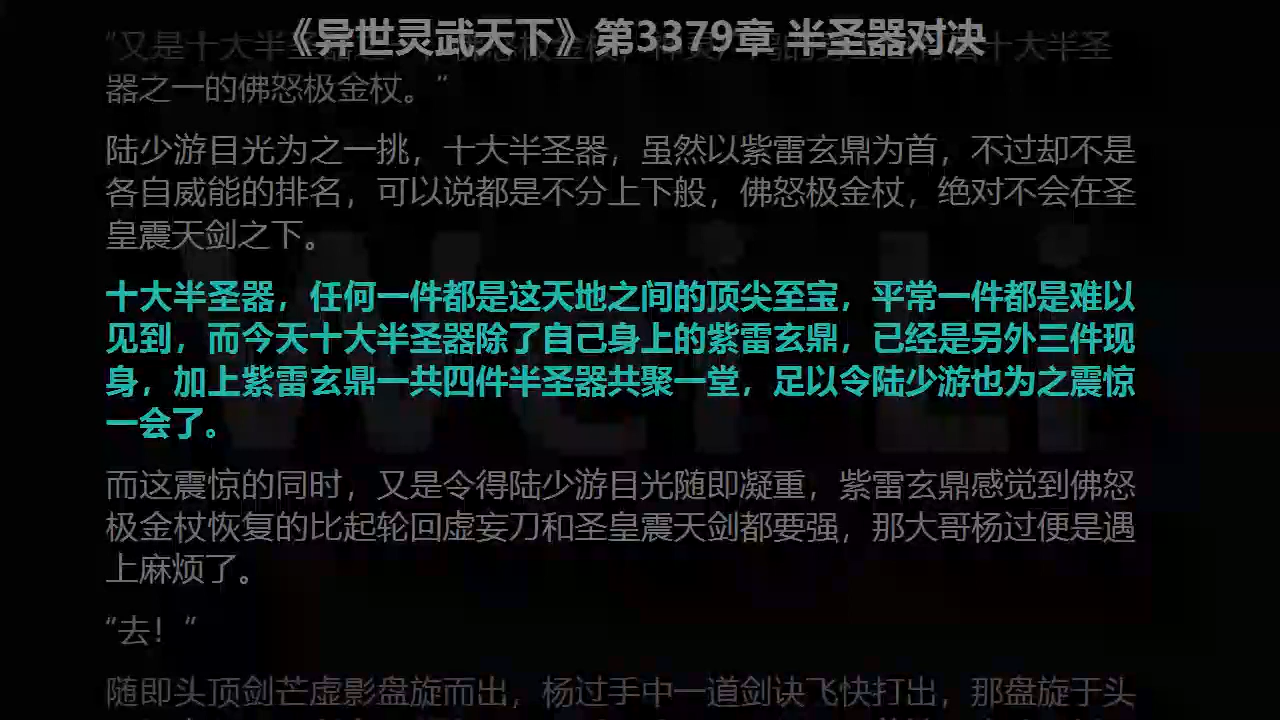 《异世灵武天下》第3379章 半圣器对决
“又是十大半圣
十大半圣
器之一的佛怒极金杖。”
陆少游目光为之一挑，十大半圣器，虽然以紫雷玄鼎为首，不过却不是
各自威能的排名，可以说都是不分上下般，佛怒极金杖，绝对不会在圣
皇震天剑之下。
十大半圣器，任何一件都是这天地之间的顶尖至宝，平常一件都是难以
见到，而今天十大半圣器除了自己身上的紫雷玄鼎，已经是另外三件现
身，加上紫雷玄鼎一共四件半圣器共聚一堂，足以令陆少游也为之震惊
一会了。
而这震惊的同时，又是令得陆少游目光随即凝重，紫雷玄鼎感觉到佛怒
极金杖恢复的比起轮回虚妄刀和圣皇震天剑都要强，那大哥杨过便是遇
上麻烦了。
“去！”
随即头顶剑芒虚影盘旋而出，杨过手中一道剑诀飞快打出，那盘旋于头
Wei Li